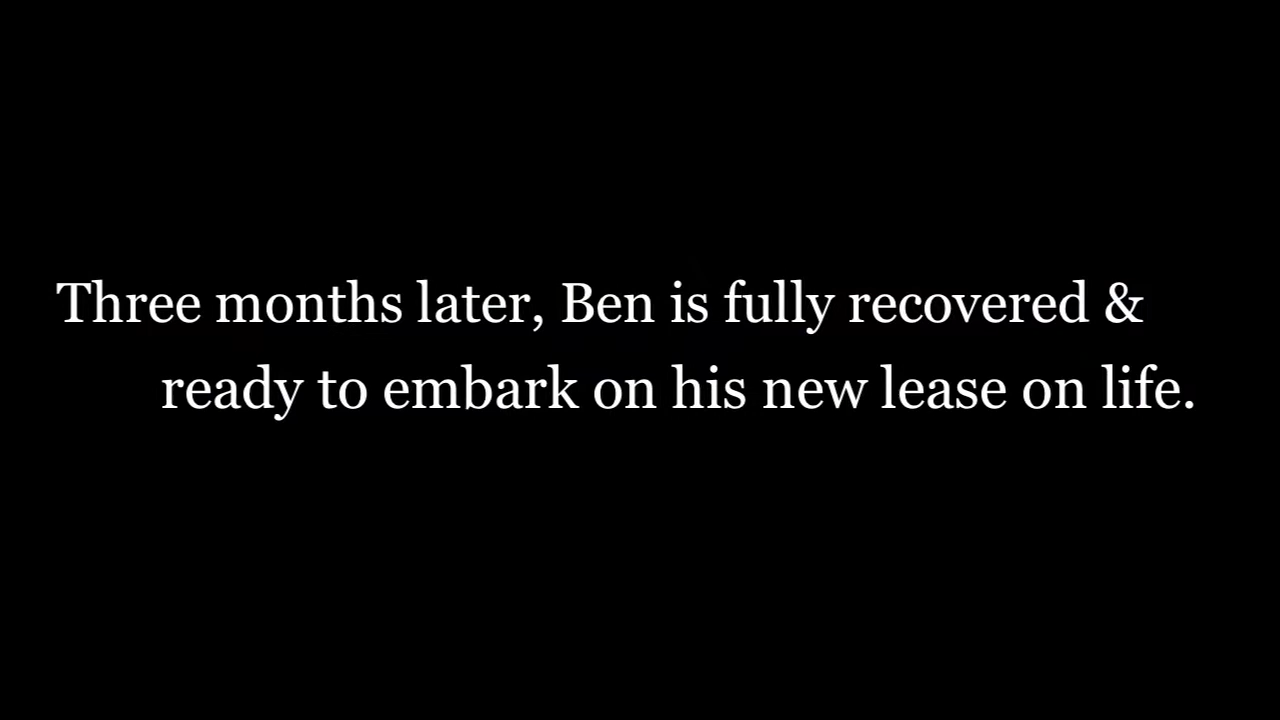 Three months later, Ben is fully recovered &
ready to embark on his new lease on life.